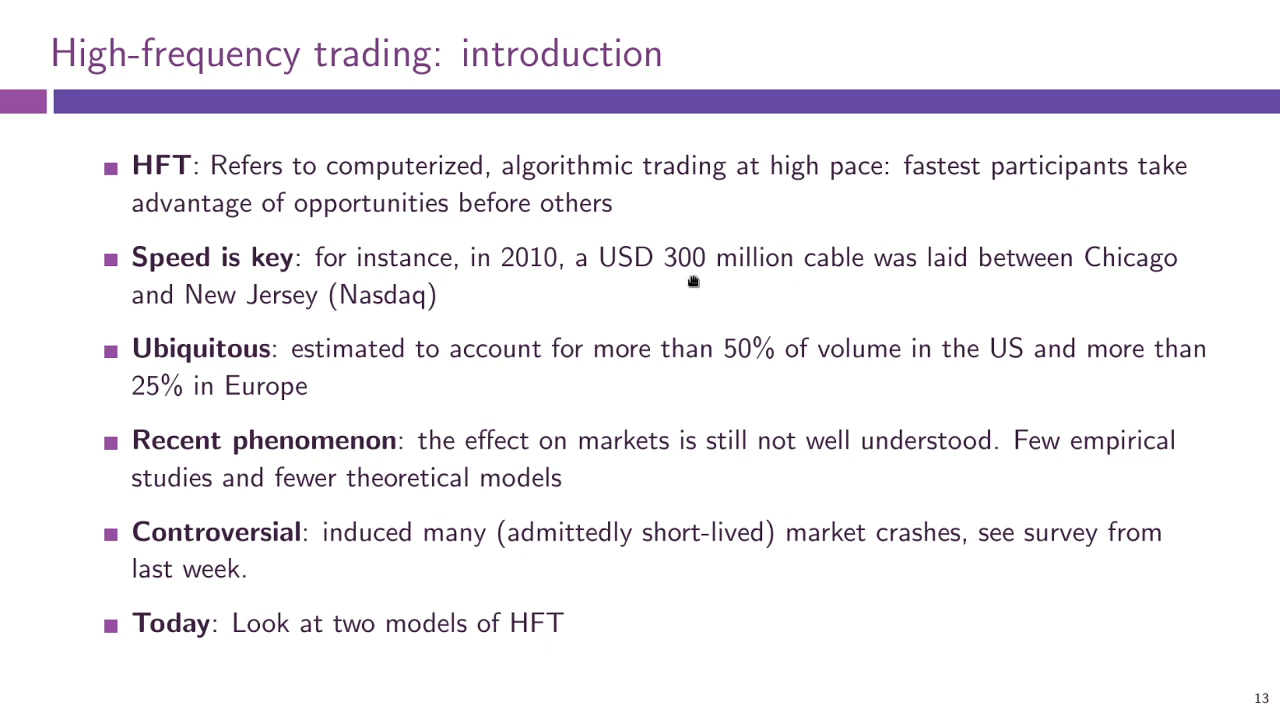 High-frequency trading: introduction
■ HFT: Refers to computerized, algorithmic trading at high pace: fastest participants take
advantage of opportunities before others
■ Speed is key: for instance, in 2010, a USD 300 million cable was laid between Chicago
and New Jersey (Nasdaq)
■ Ubiquitous: estimated to account for more than 50% of volume in the US and more than
25% in Europe
■ Recent phenomenon: the effect on markets is still not well understood. Few empirical
studies and fewer theoretical models
■ Controversial: induced many (admittedly short-lived) market crashes, see survey from
last week.
■ Today: Look at two models of HFT
13